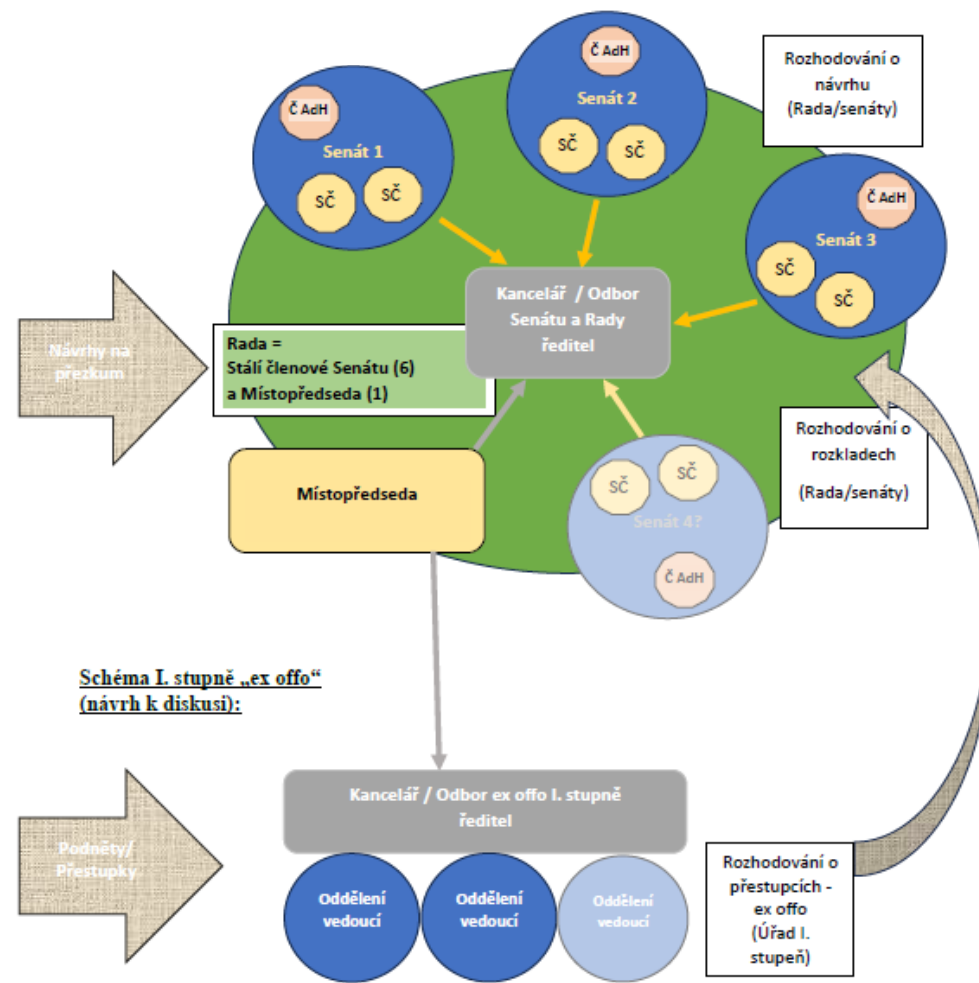 Č AdH
Senát 2
SČ
SČ
Č AdH
Senát 1
SČ
SČ
Rozhodování o
návrhu
(Rada/senáty)
Č AdH
Senát 3
SČ
SČ
Kancelář / Odbor
Senátu a Rady
ředitel
Návrhy na
přezkum
Rada =
Stálí členové Senátu (6)
a Místopředseda (1)
Místopředseda
SČ
SČ
Senát 4?
Č AdH
Rozhodování o
rozkladech
(Rada/senáty)
Schéma I. stupně „ex offo“
(návrh k diskusi):
Kancelář / Odbor ex offo I. stupně
ředitel
Podněty/
Přestupky
Oddělení
vedoucí
Oddělení
vedoucí
Oddělení
vedoucí
Rozhodování o
přestupcích -
ex offo
(Úřad I.
stupeň)